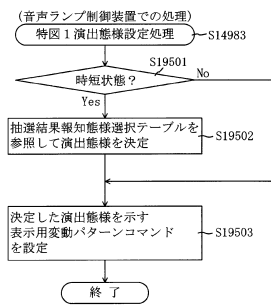 (音声ランプ制御装置での処理)
特図1演出態様設定処理
S14983
S19501
時短状態?
No
Yes
抽選結果報知態様選択テーブルを
参照して演出態様を決定
S19502
決定した演出態様を示す
表示用変動パターンコマンド
を設定
S19503
終了